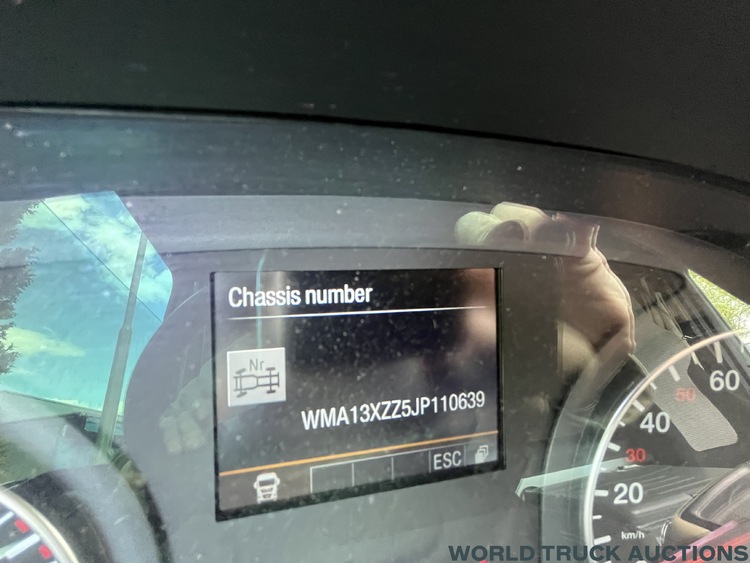 Chassis number
Nr
WMA13XZZ5JP110639
ESC
60
50
40
30
20
km/h
WORLD TRUCK AUCTIONS